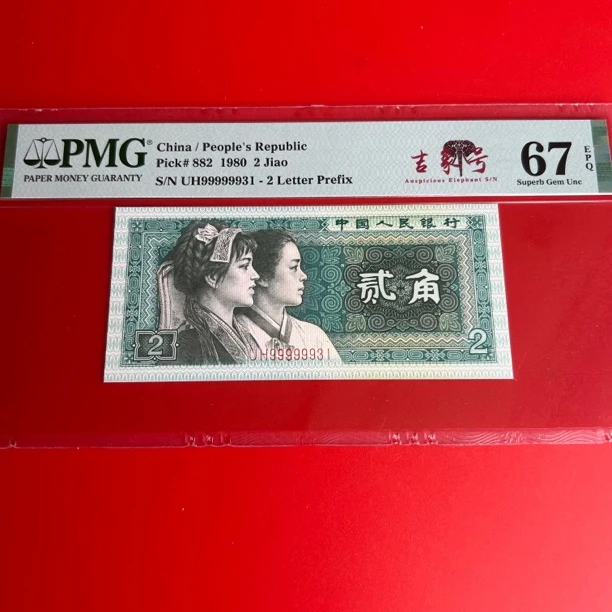 PMG
PAPER MONEY GUARANTY
China / People's Republic
Pick# 882 1980 2 Jiao
S/N UH99999931 - 2 Letter Prefix
吉象号
Auspicious Elephant S/N
67
EPQ
Superb Gem Unc
中国人民银行
贰角
2
UH99999931
2